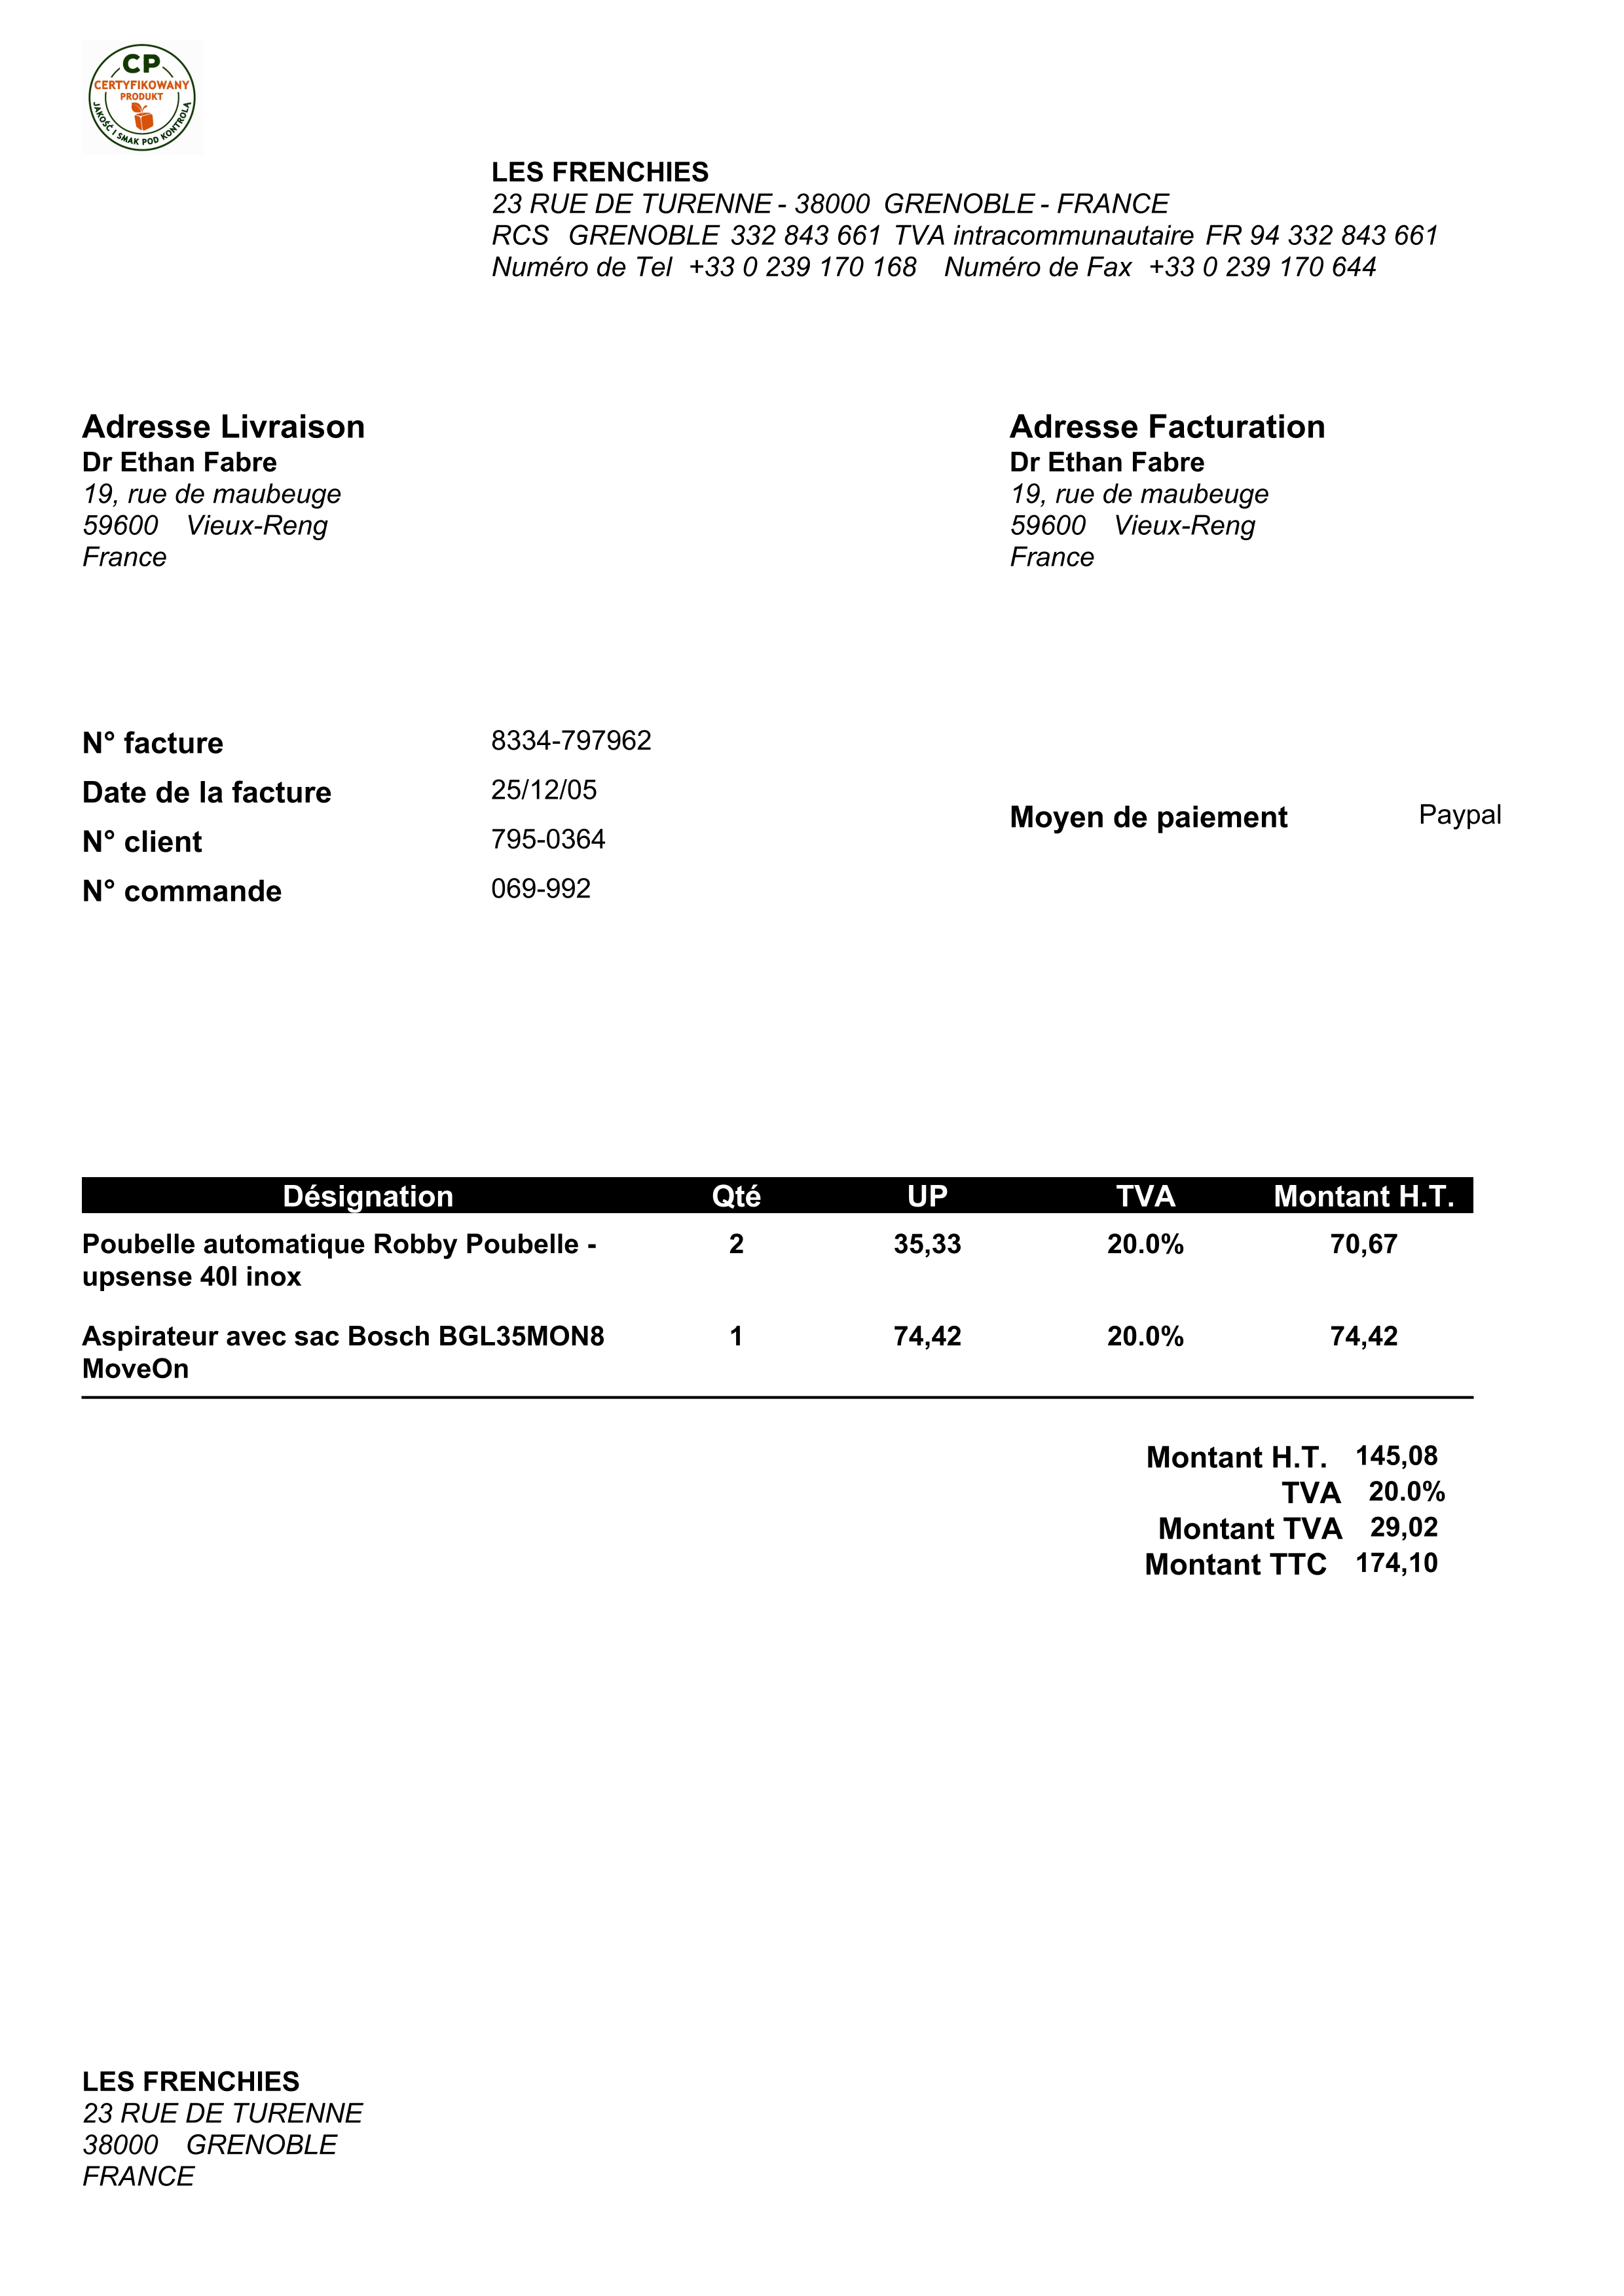 CP
CERTYFIKOWANY
PRODUKT
JAKOŚĆ I SMAK POD KONTROLĄ
LES FRENCHIES
23 RUE DE TURENNE - 38000 GRENOBLE - FRANCE
RCS GRENOBLE 332 843 661 TVA intracommunautaire FR 94 332 843 661
Numéro de Tel +33 0 239 170 168 Numéro de Fax +33 0 239 170 644
Adresse Livraison
Dr Ethan Fabre
19, rue de maubeuge
59600 Vieux-Reng
France
Adresse Facturation
Dr Ethan Fabre
19, rue de maubeuge
59600 Vieux-Reng
France
N° facture 8334-797962
Date de la facture 25/12/05
N° client 795-0364
N° commande 069-992
Moyen de paiement Paypal
Désignation Qté UP TVA Montant H.T.
Poubelle automatique Robby Poubelle - 2 35,33 20.0% 70,67
upsense 40l inox
Aspirateur avec sac Bosch BGL35MON8 1 74,42 20.0% 74,42
MoveOn
Montant H.T. 145,08
TVA 20.0%
Montant TVA 29,02
Montant TTC 174,10
LES FRENCHIES
23 RUE DE TURENNE
38000 GRENOBLE
FRANCE